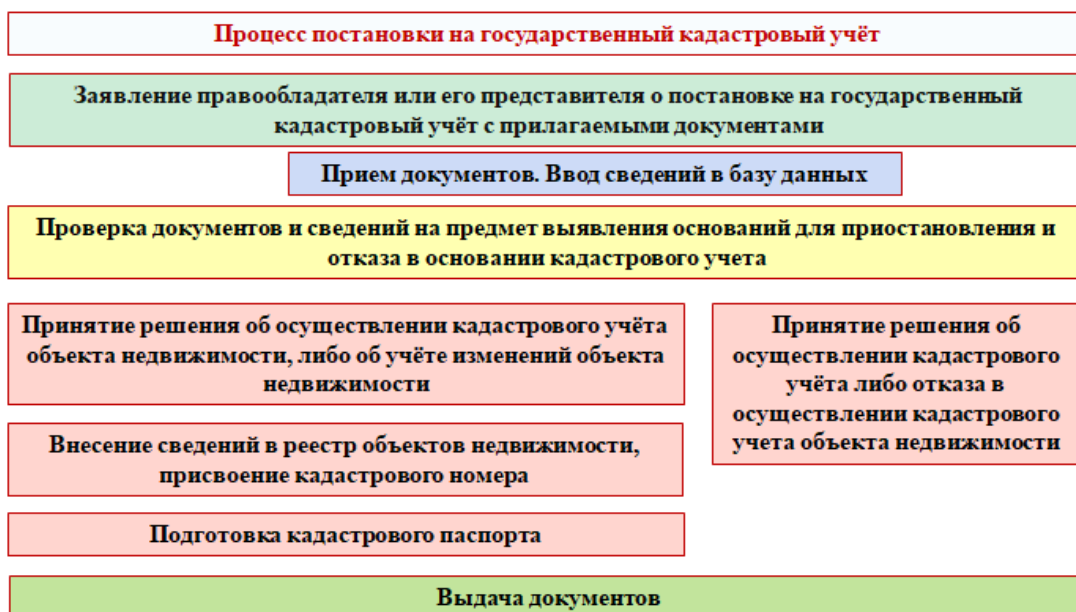 Процесс постановки на государственный кадастровый учёт
Заявление правообладателя или его представителя о постановке на государственный
кадастровый учёт с прилагаемыми документами
Прием документов. Ввод сведений в базу данных
Проверка документов и сведений на предмет выявления оснований для приостановления и
отказа в основании кадастрового учета
Принятие решения об осуществлении кадастрового учёта
объекта недвижимости, либо об учёте изменений объекта
недвижимости
Внесение сведений в реестр объектов недвижимости,
присвоение кадастрового номера
Подготовка кадастрового паспорта
Принятие решения об
осуществлении кадастрового
учёта либо отказа в
осуществлении кадастрового
учета объекта недвижимости
Выдача документов